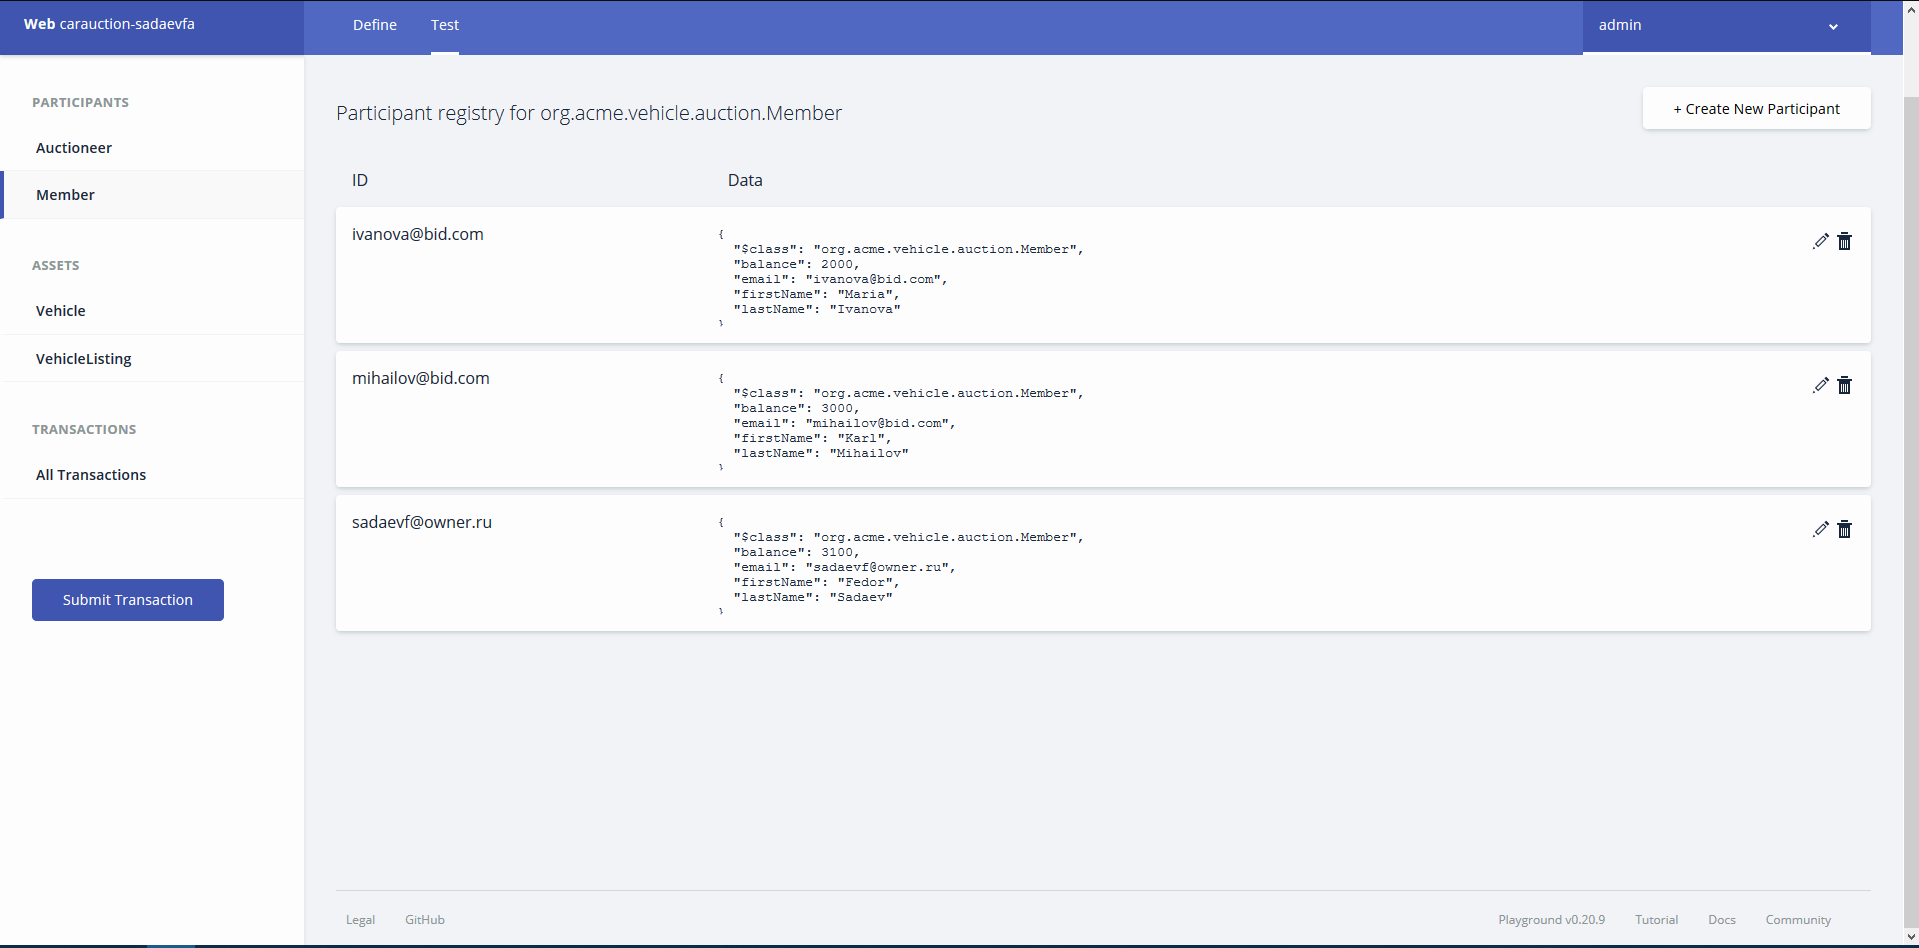 Web carauction-sadaevfa
Define Test
admin
PARTICIPANTS
Auctioneer
Member
ASSETS
Vehicle
VehicleListing
TRANSACTIONS
All Transactions
Submit Transaction
Participant registry for org.acme.vehicle.auction.Member
+ Create New Participant
ID Data
ivanova@bid.com
{
"$class": "org.acme.vehicle.auction.Member",
"balance": 2000,
"email": "ivanova@bid.com",
"firstName": "Maria",
"lastName": "Ivanova"
}
mihailov@bid.com
{
"$class": "org.acme.vehicle.auction.Member",
"balance": 3000,
"email": "mihailov@bid.com",
"firstName": "Karl",
"lastName": "Mihailov"
}
sadaevf@owner.ru
{
"$class": "org.acme.vehicle.auction.Member",
"balance": 3100,
"email": "sadaevf@owner.ru",
"firstName": "Fedor",
"lastName": "Sadaev"
}
Legal GitHub Playground v0.20.9 Tutorial Docs Community